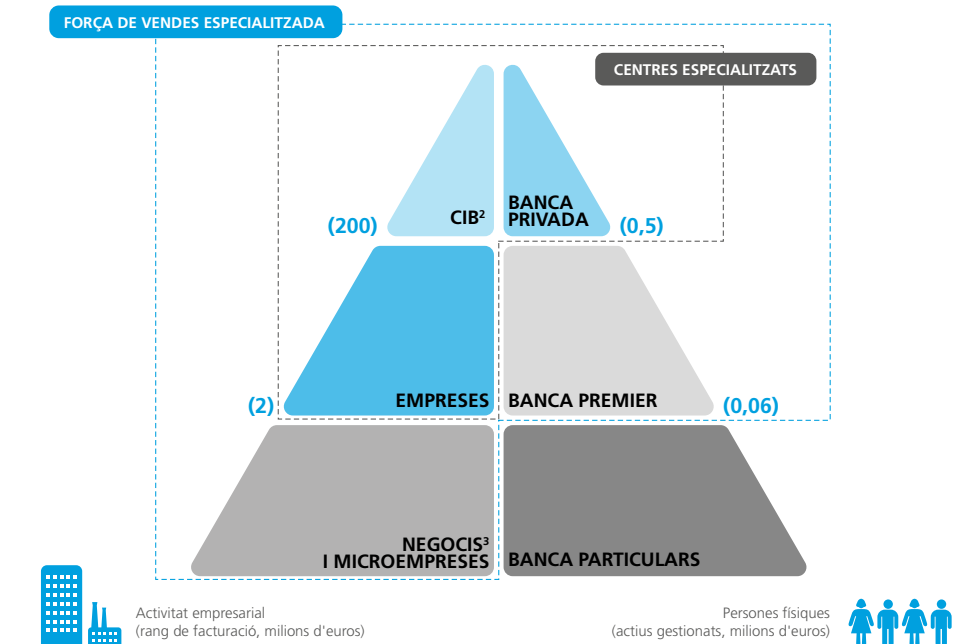 FORÇA DE VENDES ESPECIALITZADA
CENTRES ESPECIALITZATS
CIB²
BANCA
PRIVADA
(200)
(0,5)
EMPRESES
BANCA PREMIER
(2)
(0,06)
NEGOCIS³
I MICROEMPRESES
BANCA PARTICULARS
Activitat empresarial
(rang de facturació, milions d'euros)
Persones físiques
(actius gestionats, milions d'euros)